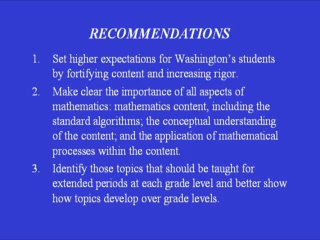 RECOMMENDATIONS
1. Set higher expectations for Washington's students
by fortifying content and increasing rigor.
2. Make clear the importance of all aspects of
mathematics: mathematics content, including the
standard algorithms; the conceptual understanding
of the content; and the application of mathematical
processes within the content.
3. Identify those topics that should be taught for
extended periods at each grade level and better show
how topics develop over grade levels.